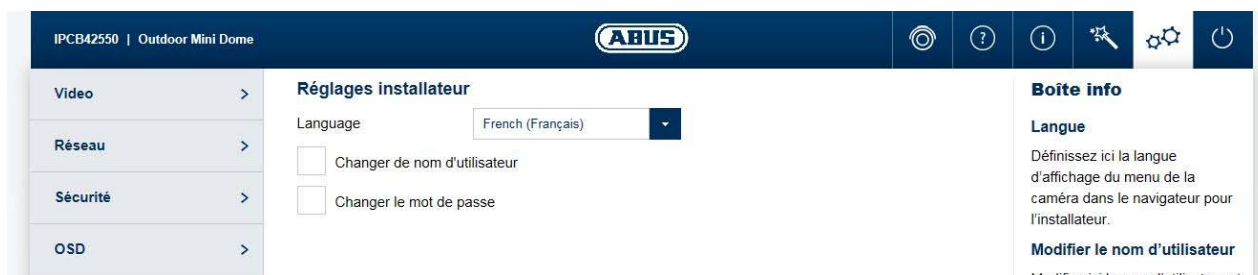 IPCB42550 | Outdoor Mini Dome
ABUS
Video
Réseau
Sécurité
OSD
Réglages installateur
Language French (Français)
Changer de nom d'utilisateur
Changer le mot de passe
Boîte info
Langue
Définissez ici la langue
d'affichage du menu de la
caméra dans le navigateur pour
l'installateur.
Modifier le nom d'utilisateur